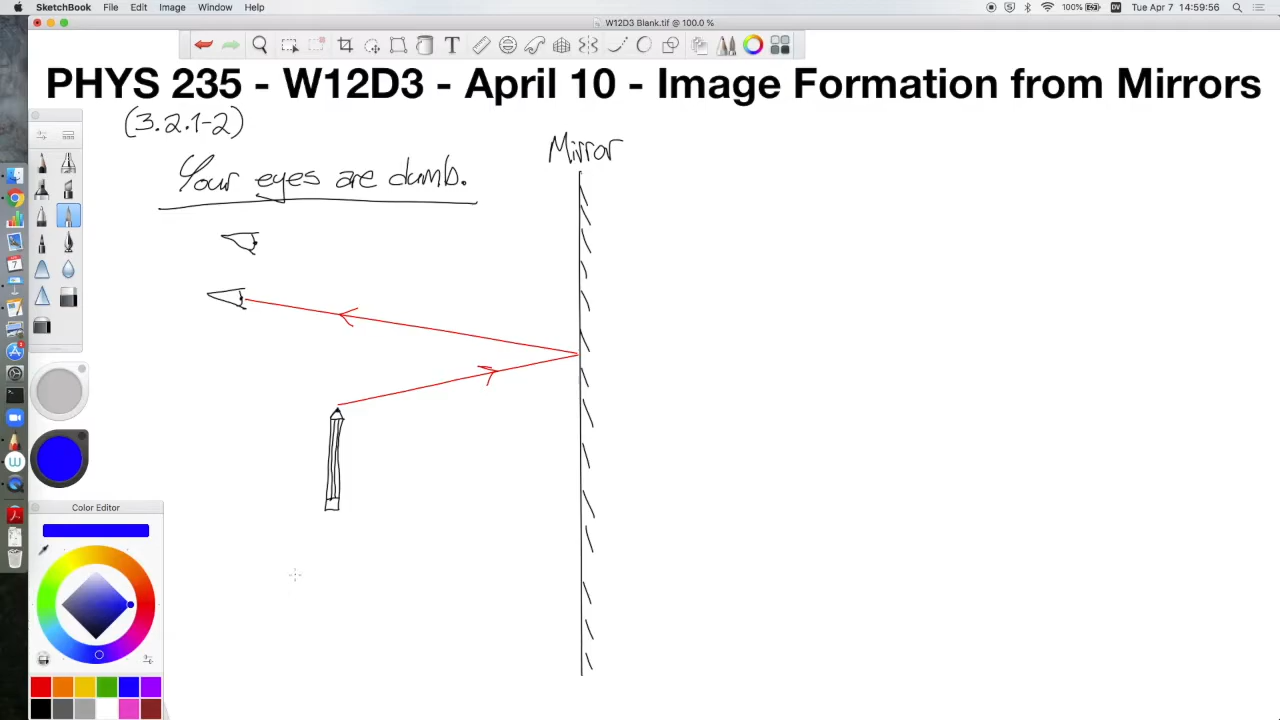 SketchBook File Edit Image Window Help 100% Tue Apr 7 14:59:56
W12D3 Blank.tif @ 100.0 %
PHYS 235 - W12D3 - April 10 - Image Formation from Mirrors
(3.2.1-2)
Mirror
Your eyes are dumb.
Color Editor